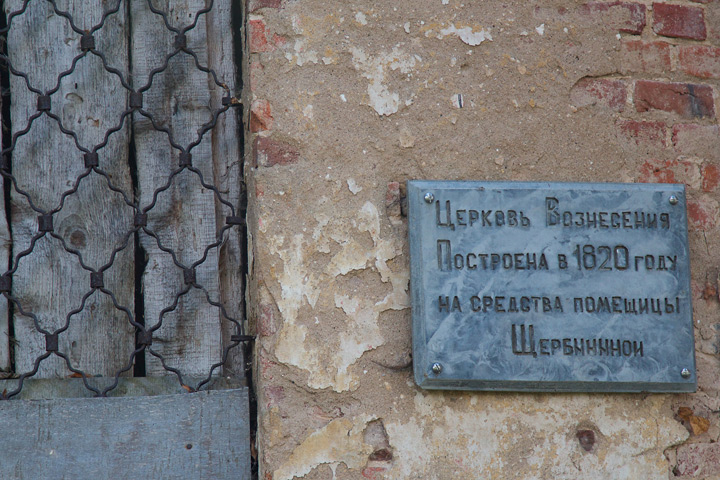 Церковь Вознесения
Построена в 1820 году
на средства помещицы
Щербининой